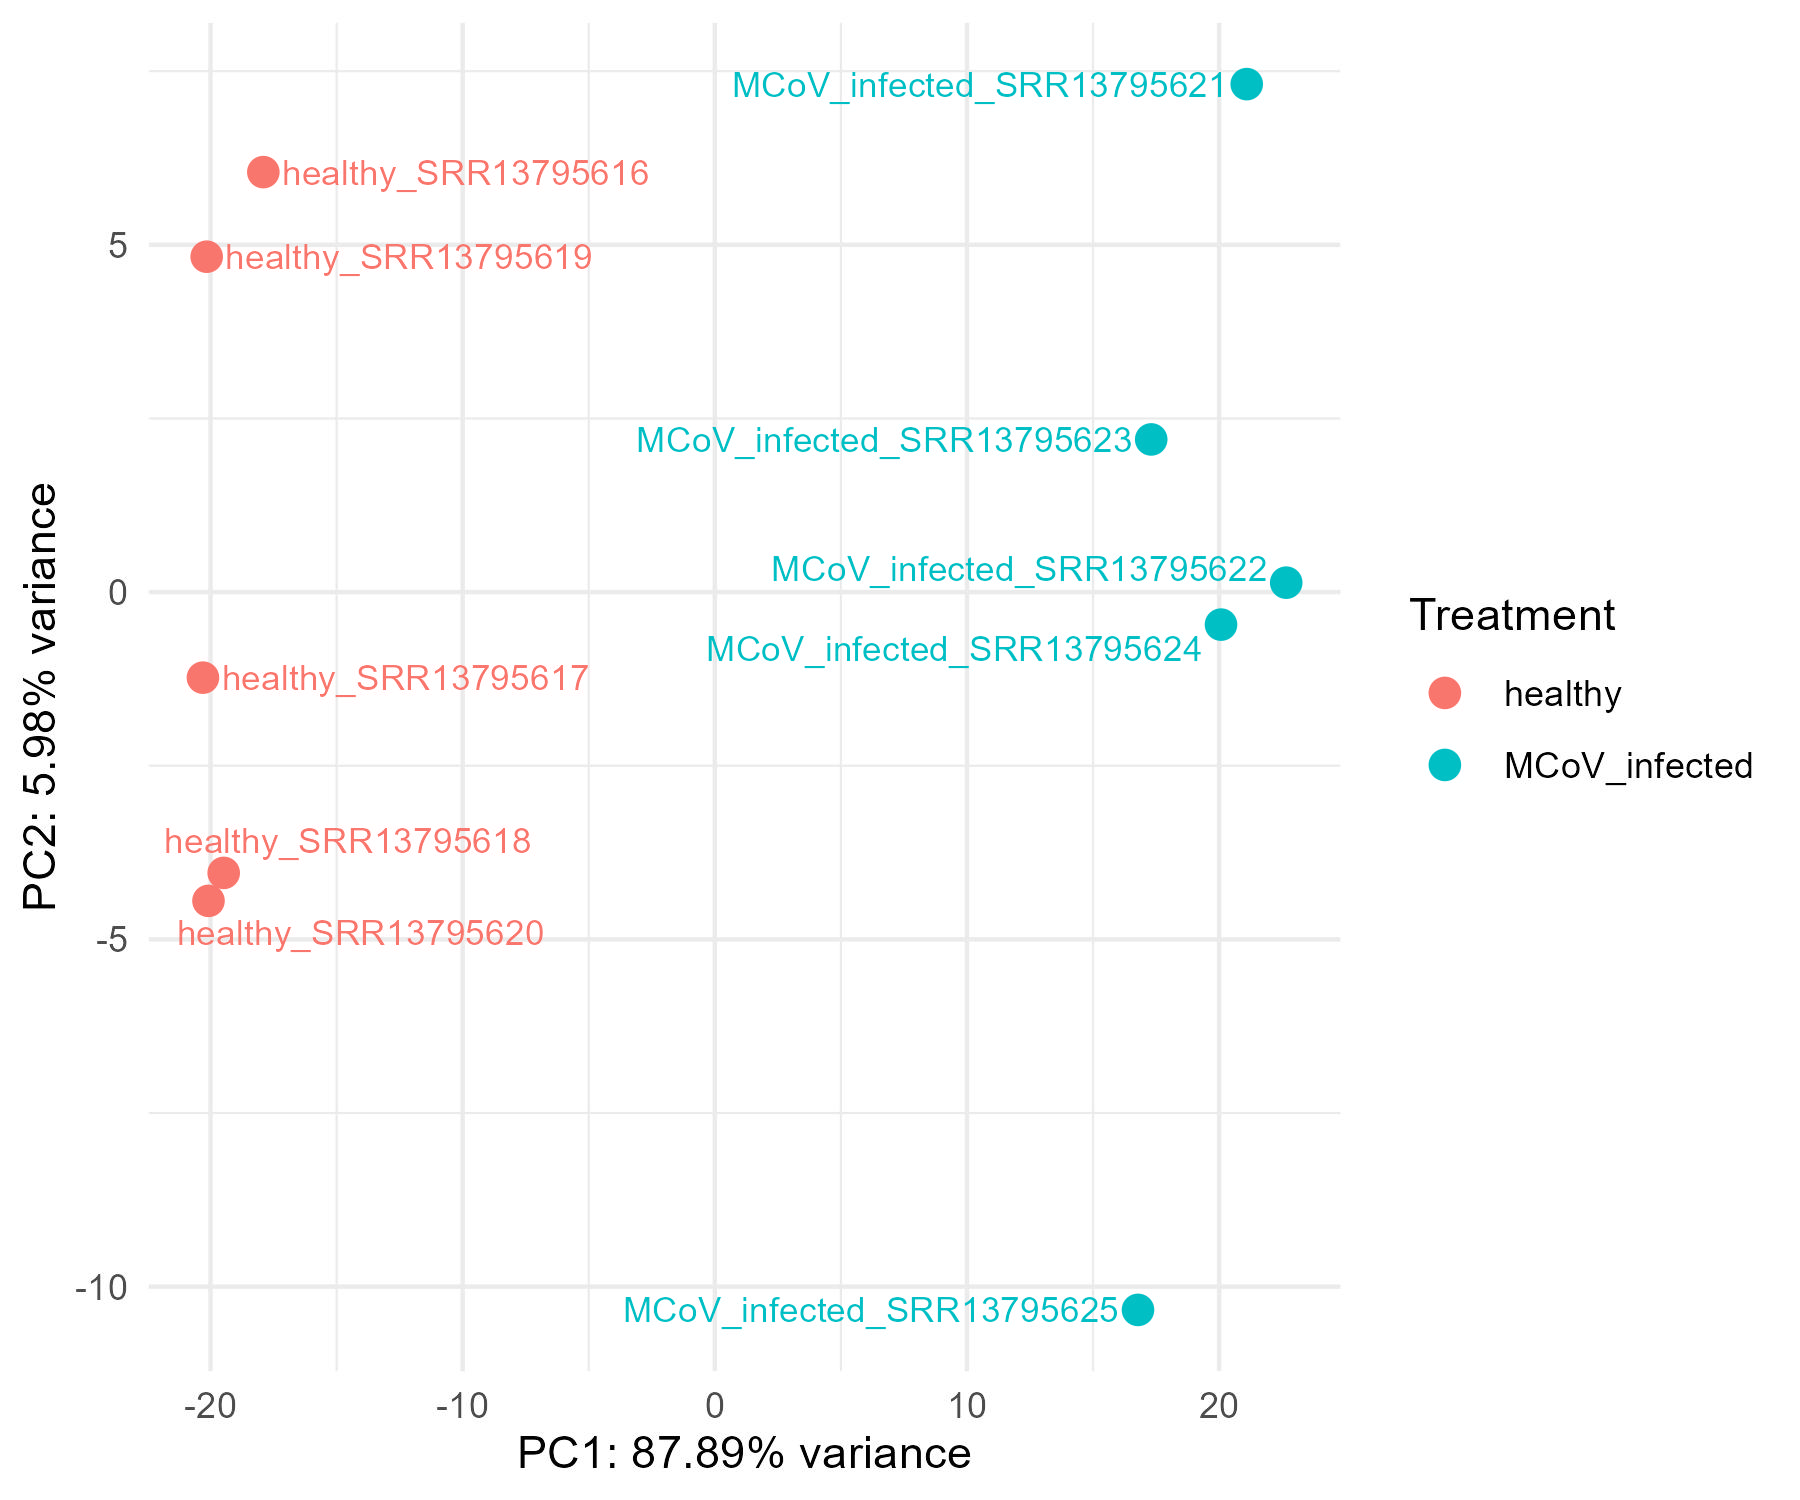 MCoV_infected_SRR13795621
healthy_SRR13795616
5
healthy_SRR13795619
MCoV_infected_SRR13795623
MCoV_infected_SRR13795622
0
MCoV_infected_SRR13795624
healthy_SRR13795617
healthy_SRR13795618
healthy_SRR13795620
-5
-10
MCoV_infected_SRR13795625
PC2: 5.98% variance
-20 -10 0 10 20
PC1: 87.89% variance
Treatment
healthy
MCoV_infected